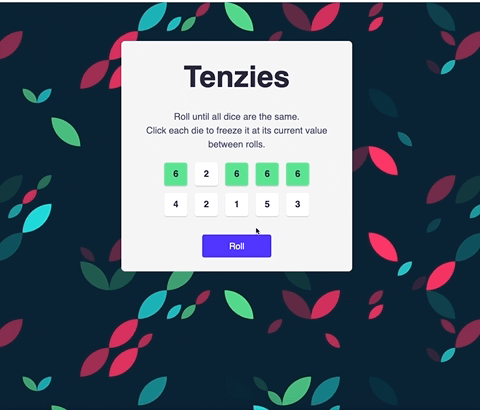 Tenzies
Roll until all dice are the same.
Click each die to freeze it at its current value
between rolls.
6 2 6 6 6
4 2 1 5 3
Roll